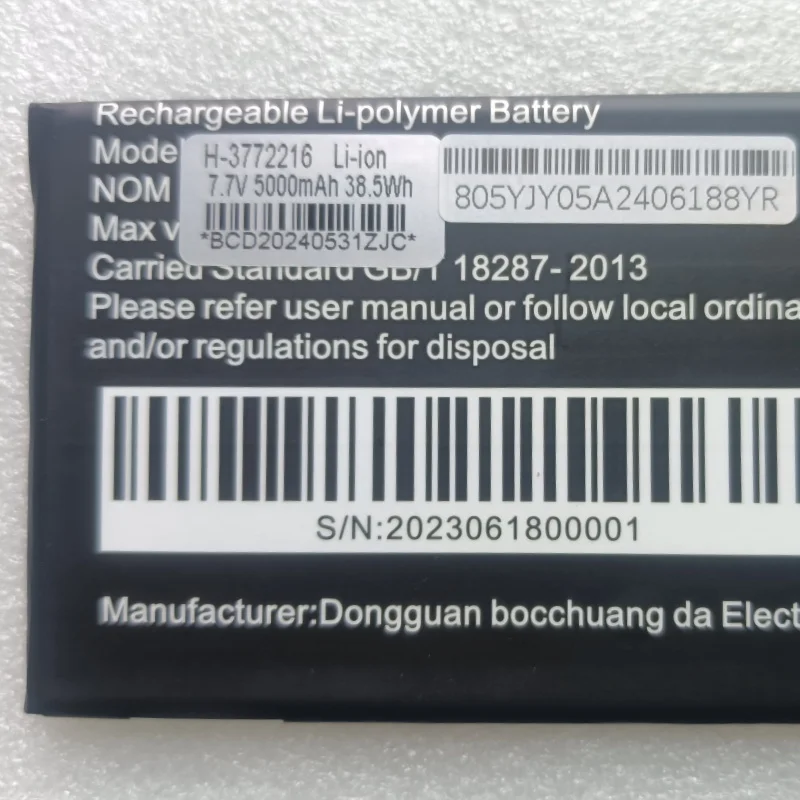 Rechargeable Li-polymer Battery
Mode
H-3772216 Li-ion
NOM
7.7V 5000mAh 38.5Wh
Max v
*BCD20240531ZJC*
805YJY05A2406188YR
Carried Standard GB/T 18287- 2013
Please refer user manual or follow local ordina
and/or regulations for disposal
S/N:2023061800001
Manufacturer:Dongguan bocchuang da Elect